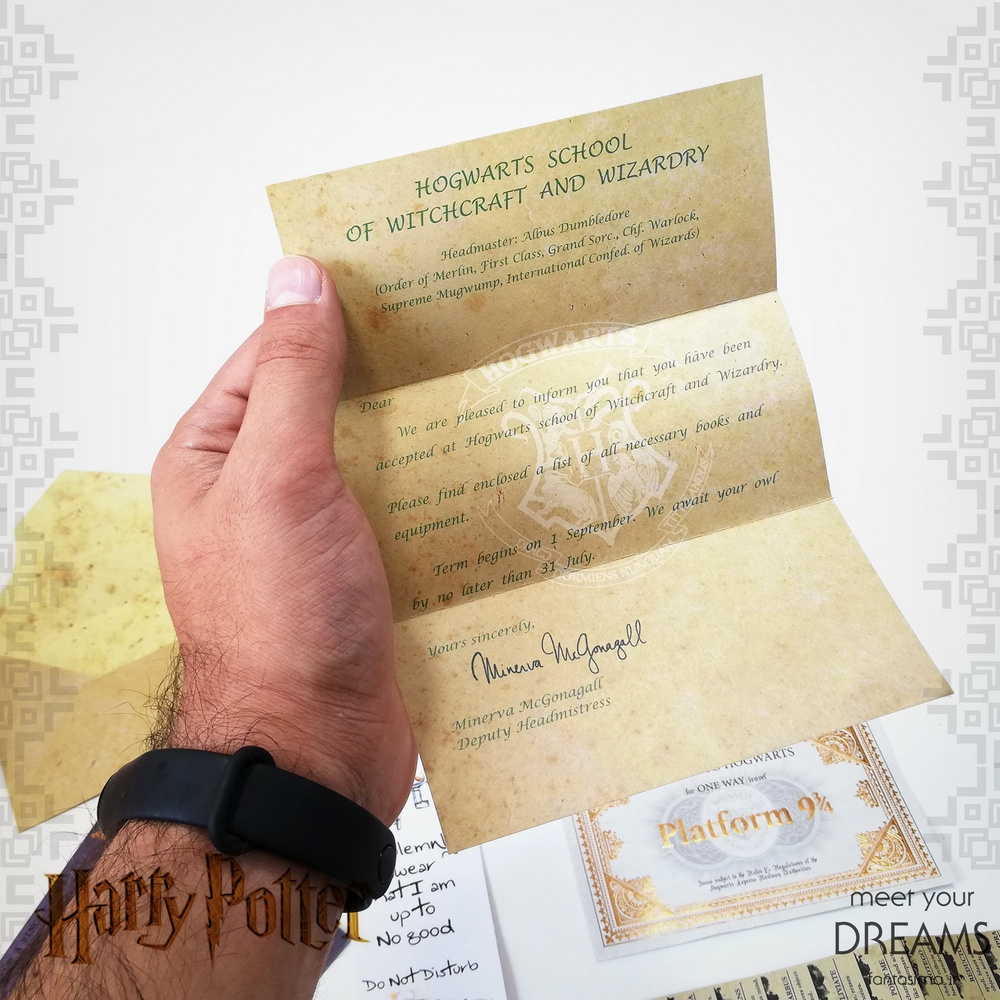 HOGWARTS SCHOOL
OF WITCHCRAFT AND WIZARDRY
Headmaster: Albus Dumbledore
(Order of Merlin, First Class, Grand Sorc., Chf. Warlock,
Supreme Mugwump, International Confed. of Wizards)
HOGWARTS
Dear
We are pleased to inform you that you have been
accepted at Hogwarts school of Witchcraft and Wizardry.
Please find enclosed a list of all necessary books and
equipment.
Term begins on 1 September. We await your owl
by no later than 31 July.
Yours sincerely,
Minerva McGonagall
Minerva McGonagall
Deputy Headmistress
HOGWARTS
for ONE WAY travel
Platform 9¾
I am
up to
No good
Do Not Disturb
Harry Potter
meet your
DREAMS